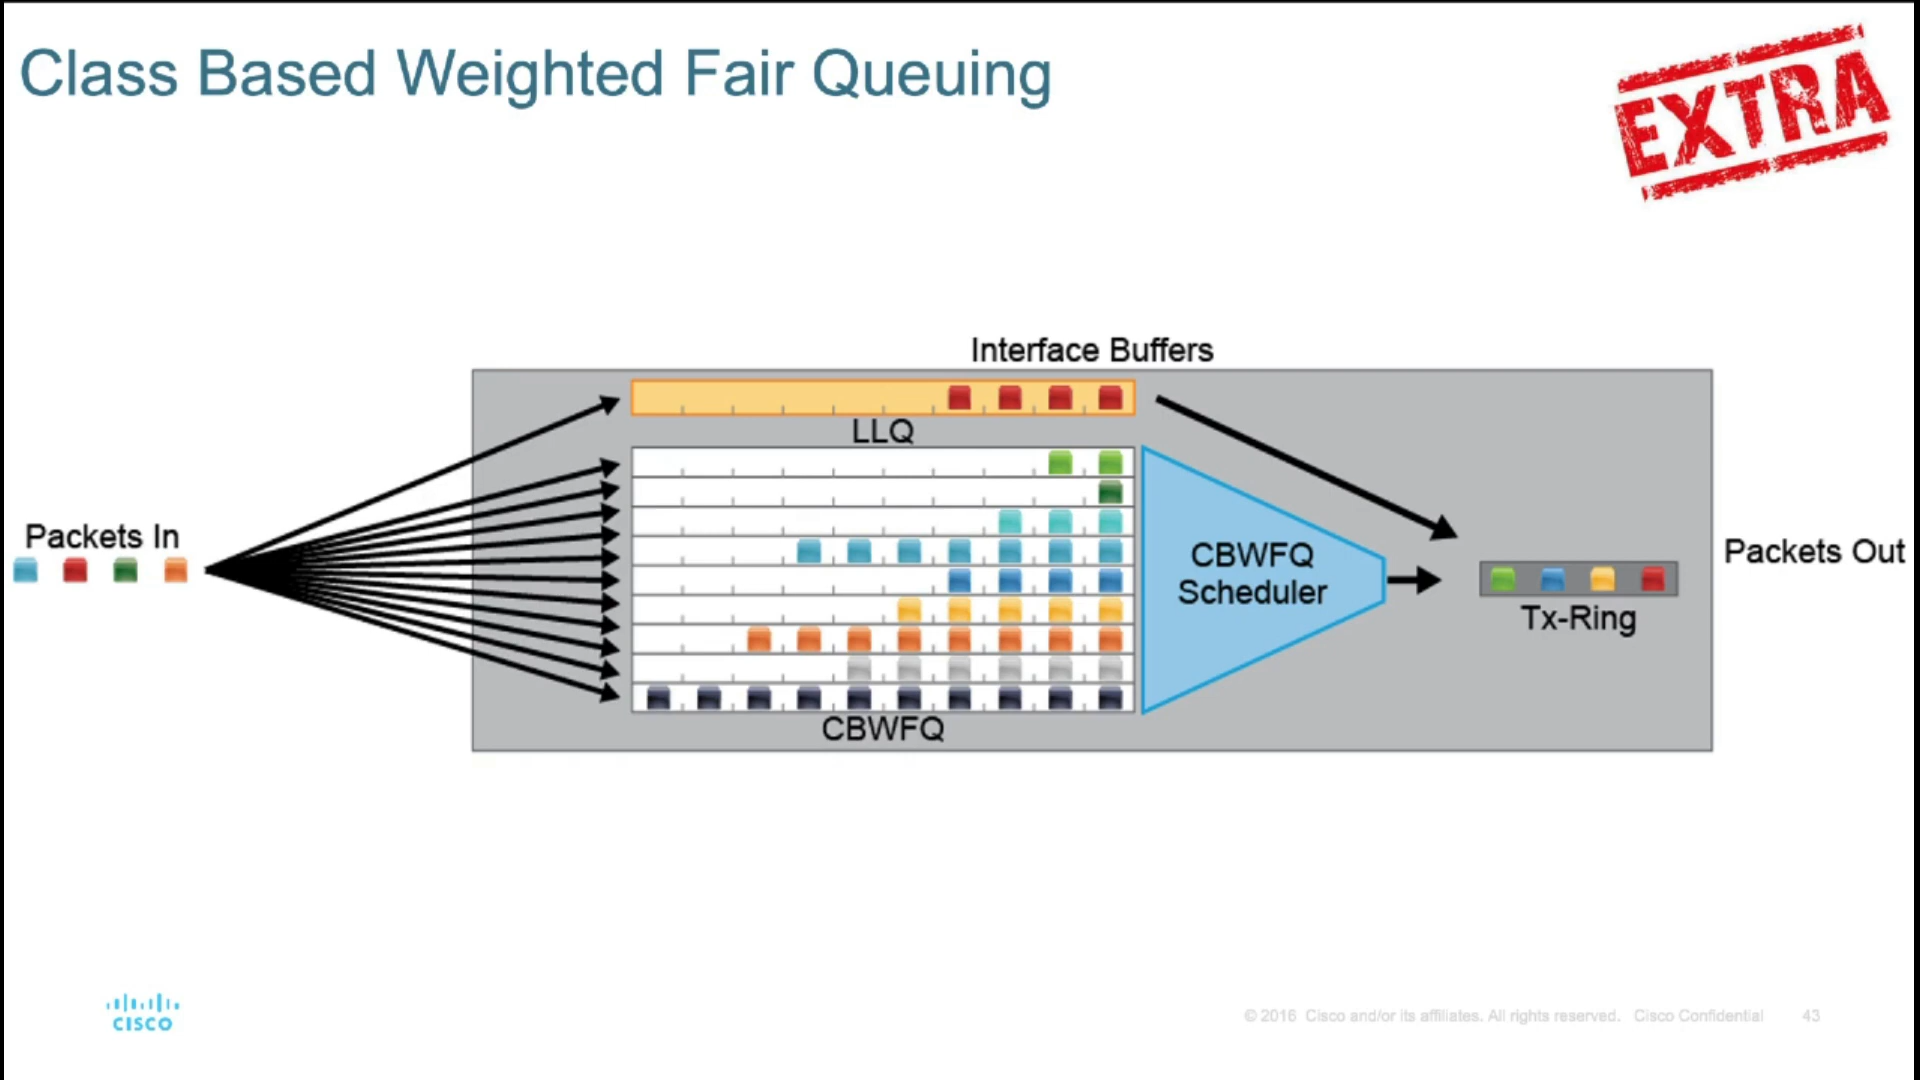 Class Based Weighted Fair Queuing
EXTRA
Interface Buffers
LLQ
Packets In
CBWFQ
Scheduler
Packets Out
Tx-Ring
CBWFQ
CISCO
© 2016 Cisco and/or its affiliates. All rights reserved. Cisco Confidential 43